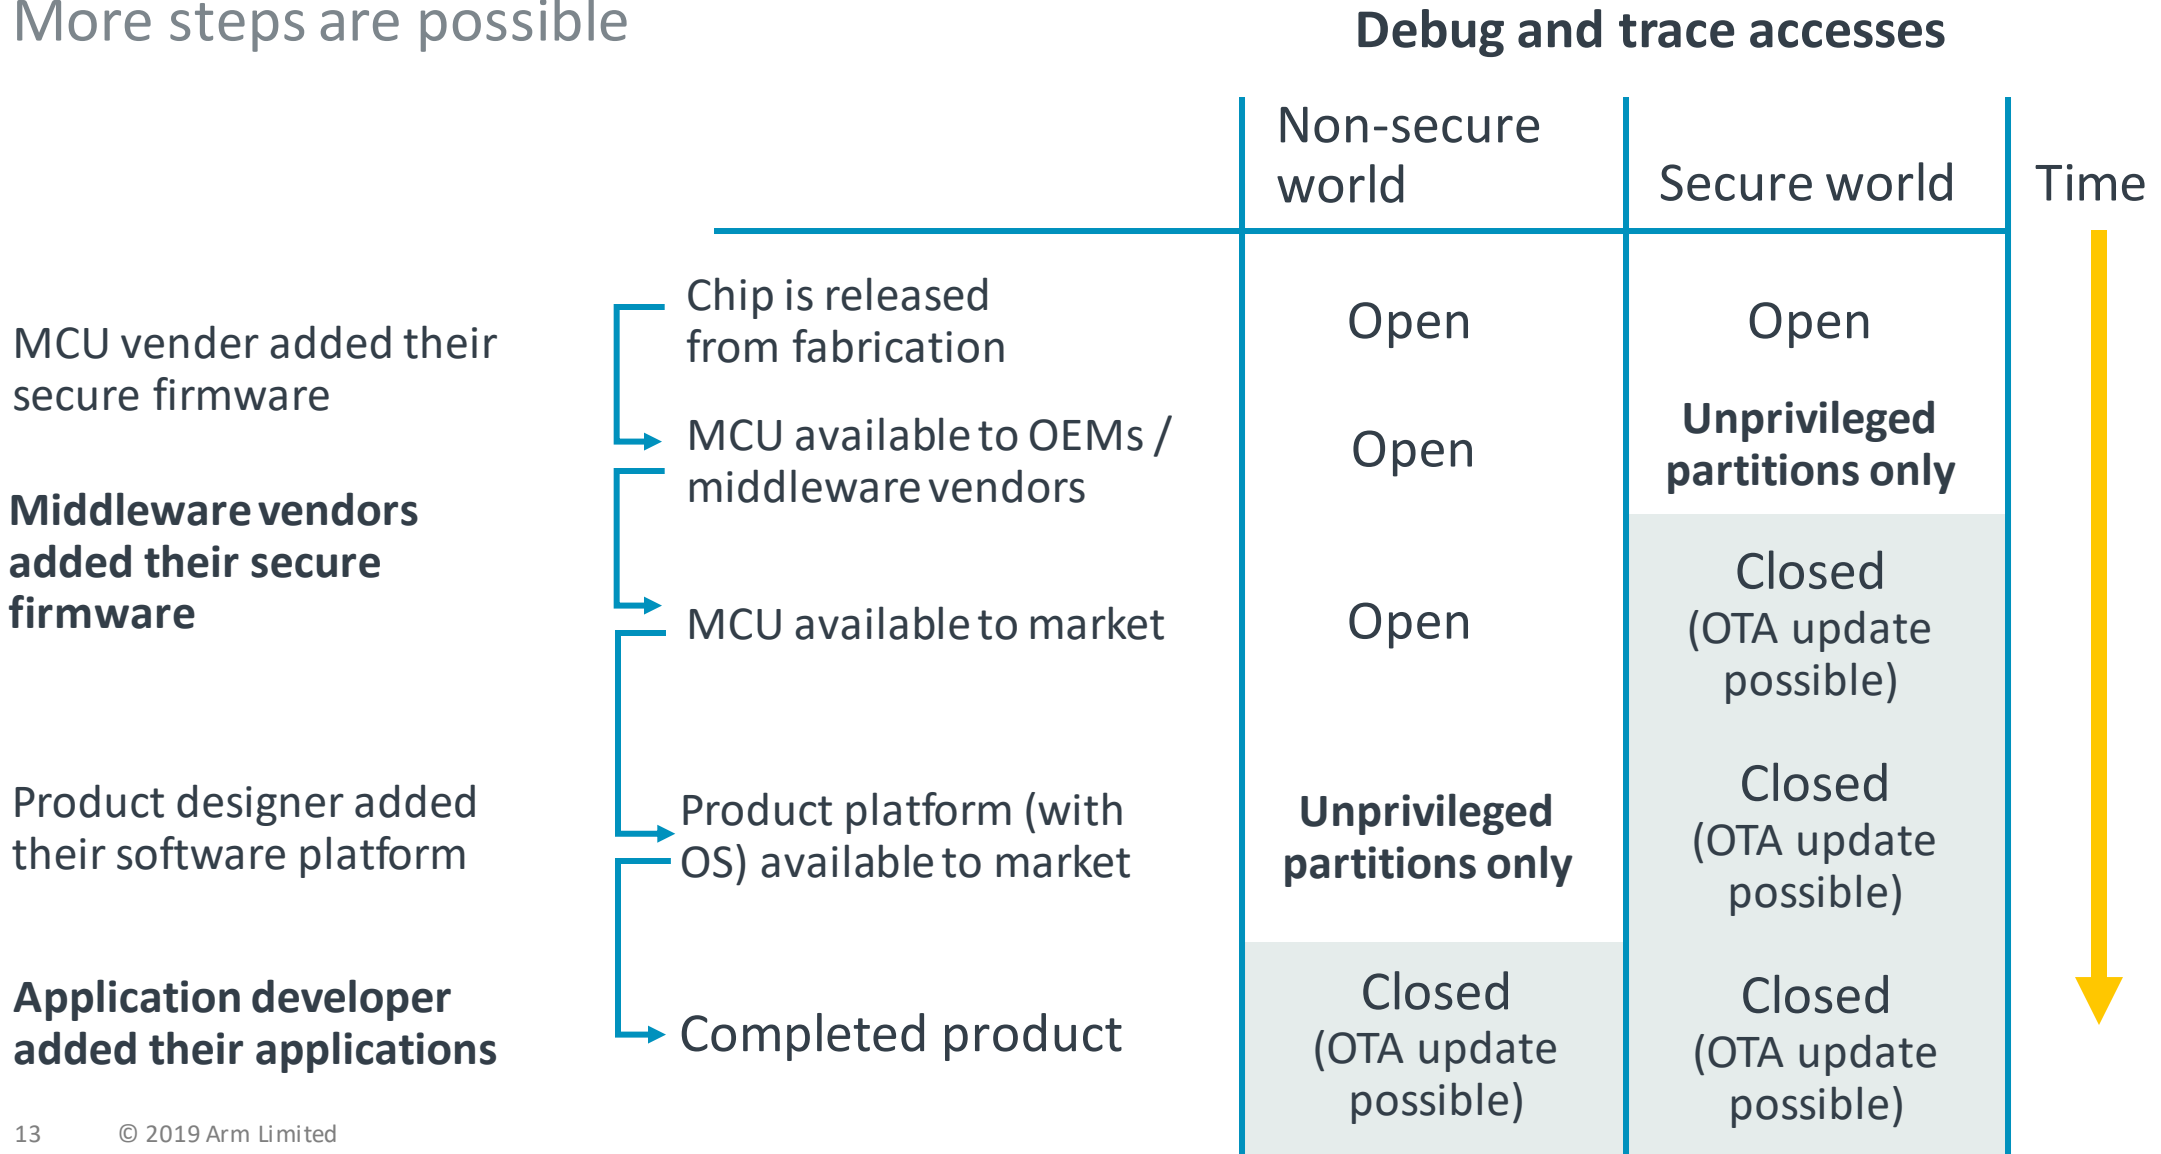 More steps are possible
Debug and trace accesses
Non-secure
world
Secure world
Time
MCU vender added their
secure firmware
Chip is released
from fabrication
Open
Open
MCU available to OEMs /
middleware vendors
Open
Unprivileged
partitions only
Middleware vendors
added their secure
firmware
MCU available to market
Open
Closed
(OTA update
possible)
Product designer added
their software platform
Product platform (with
OS) available to market
Unprivileged
partitions only
Closed
(OTA update
possible)
Application developer
added their applications
Completed product
Closed
(OTA update
possible)
Closed
(OTA update
possible)
13 © 2019 Arm Limited